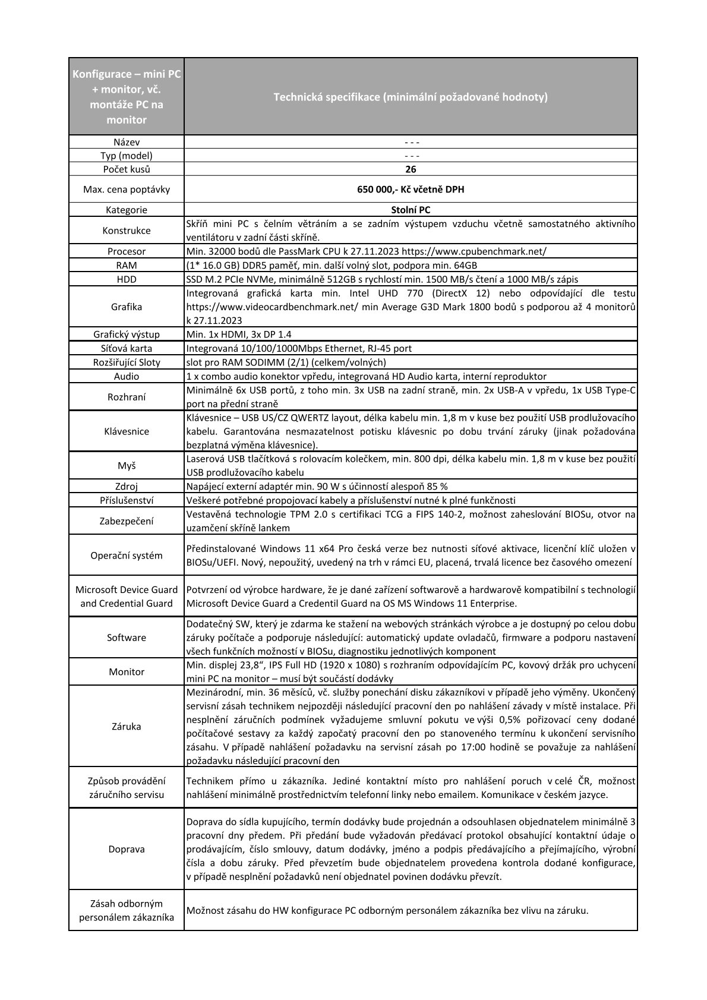 Konfigurace – mini PC
+ monitor, vč.
montáže PC na
monitor
Technická specifikace (minimální požadované hodnoty)
Název
- - -
Typ (model)
- - -
Počet kusů
26
Max. cena poptávky
650 000,- Kč včetně DPH
Kategorie
Stolní PC
Konstrukce
Skříň mini PC s čelním větráním a se zadním výstupem vzduchu včetně samostatného aktivního
ventilátoru v zadní části skříně.
Procesor
Min. 32000 bodů dle PassMark CPU k 27.11.2023 https://www.cpubenchmark.net/
RAM
(1* 16.0 GB) DDR5 paměť, min. další volný slot, podpora min. 64GB
HDD
SSD M.2 PCIe NVMe, minimálně 512GB s rychlostí min. 1500 MB/s čtení a 1000 MB/s zápis
Grafika
Integrovaná grafická karta min. Intel UHD 770 (DirectX 12) nebo odpovídající dle testu
https://www.videocardbenchmark.net/ min Average G3D Mark 1800 bodů s podporou až 4 monitorů
k 27.11.2023
Grafický výstup
Min. 1x HDMI, 3x DP 1.4
Síťová karta
Integrovaná 10/100/1000Mbps Ethernet, RJ-45 port
Rozšiřující Sloty
slot pro RAM SODIMM (2/1) (celkem/volných)
Audio
1 x combo audio konektor vpředu, integrovaná HD Audio karta, interní reproduktor
Rozhraní
Minimálně 6x USB portů, z toho min. 3x USB na zadní straně, min. 2x USB-A v vpředu, 1x USB Type-C
port na přední straně
Klávesnice
Klávesnice – USB US/CZ QWERTZ layout, délka kabelu min. 1,8 m v kuse bez použití USB prodlužovacího
kabelu. Garantována nesmazatelnost potisku klávesnic po dobu trvání záruky (jinak požadována
bezplatná výměna klávesnice).
Myš
Laserová USB tlačítková s rolovacím kolečkem, min. 800 dpi, délka kabelu min. 1,8 m v kuse bez použití
USB prodlužovacího kabelu
Zdroj
Napájecí externí adaptér min. 90 W s účinností alespoň 85 %
Příslušenství
Veškeré potřebné propojovací kabely a příslušenství nutné k plné funkčnosti
Zabezpečení
Vestavěná technologie TPM 2.0 s certifikaci TCG a FIPS 140-2, možnost zaheslování BIOSu, otvor na
uzamčení skříně lankem
Operační systém
Předinstalované Windows 11 x64 Pro česká verze bez nutnosti síťové aktivace, licenční klíč uložen v
BIOSu/UEFI. Nový, nepoužitý, uvedený na trh v rámci EU, placená, trvalá licence bez časového omezení
Microsoft Device Guard
and Credential Guard
Potvrzení od výrobce hardware, že je dané zařízení softwarově a hardwarově kompatibilní s technologií
Microsoft Device Guard a Credentil Guard na OS MS Windows 11 Enterprise.
Software
Dodatečný SW, který je zdarma ke stažení na webových stránkách výrobce a je dostupný po celou dobu
záruky počítače a podporuje následující: automatický update ovladačů, firmware a podporu nastavení
všech funkčních možností v BIOSu, diagnostiku jednotlivých komponent
Monitor
Min. displej 23,8“, IPS Full HD (1920 x 1080) s rozhraním odpovídajícím PC, kovový držák pro uchycení
mini PC na monitor – musí být součástí dodávky
Záruka
Mezinárodní, min. 36 měsíců, vč. služby ponechání disku zákazníkovi v případě jeho výměny. Ukončený
servisní zásah technikem nejpozději následující pracovní den po nahlášení závady v místě instalace. Při
nesplnění záručních podmínek vyžadujeme smluvní pokutu ve výši 0,5% pořizovací ceny dodané
počítačové sestavy za každý započatý pracovní den po stanoveného termínu k ukončení servisního
zásahu. V případě nahlášení požadavku na servisní zásah po 17:00 hodině se považuje za nahlášení
požadavku následující pracovní den
Způsob provádění
záručního servisu
Technikem přímo u zákazníka. Jediné kontaktní místo pro nahlášení poruch v celé ČR, možnost
nahlášení minimálně prostřednictvím telefonní linky nebo emailem. Komunikace v českém jazyce.
Doprava
Doprava do sídla kupujícího, termín dodávky bude projednán a odsouhlasen objednatelem minimálně 3
pracovní dny předem. Při předání bude vyžadován předávací protokol obsahující kontaktní údaje o
prodávajícím, číslo smlouvy, datum dodávky, jméno a podpis předávajícího a přejímajícího, výrobní
čísla a dobu záruky. Před převzetím bude objednatelem provedena kontrola dodané konfigurace,
v případě nesplnění požadavků není objednatel povinen dodávku převzít.
Zásah odborným
personálem zákazníka
Možnost zásahu do HW konfigurace PC odborným personálem zákazníka bez vlivu na záruku.